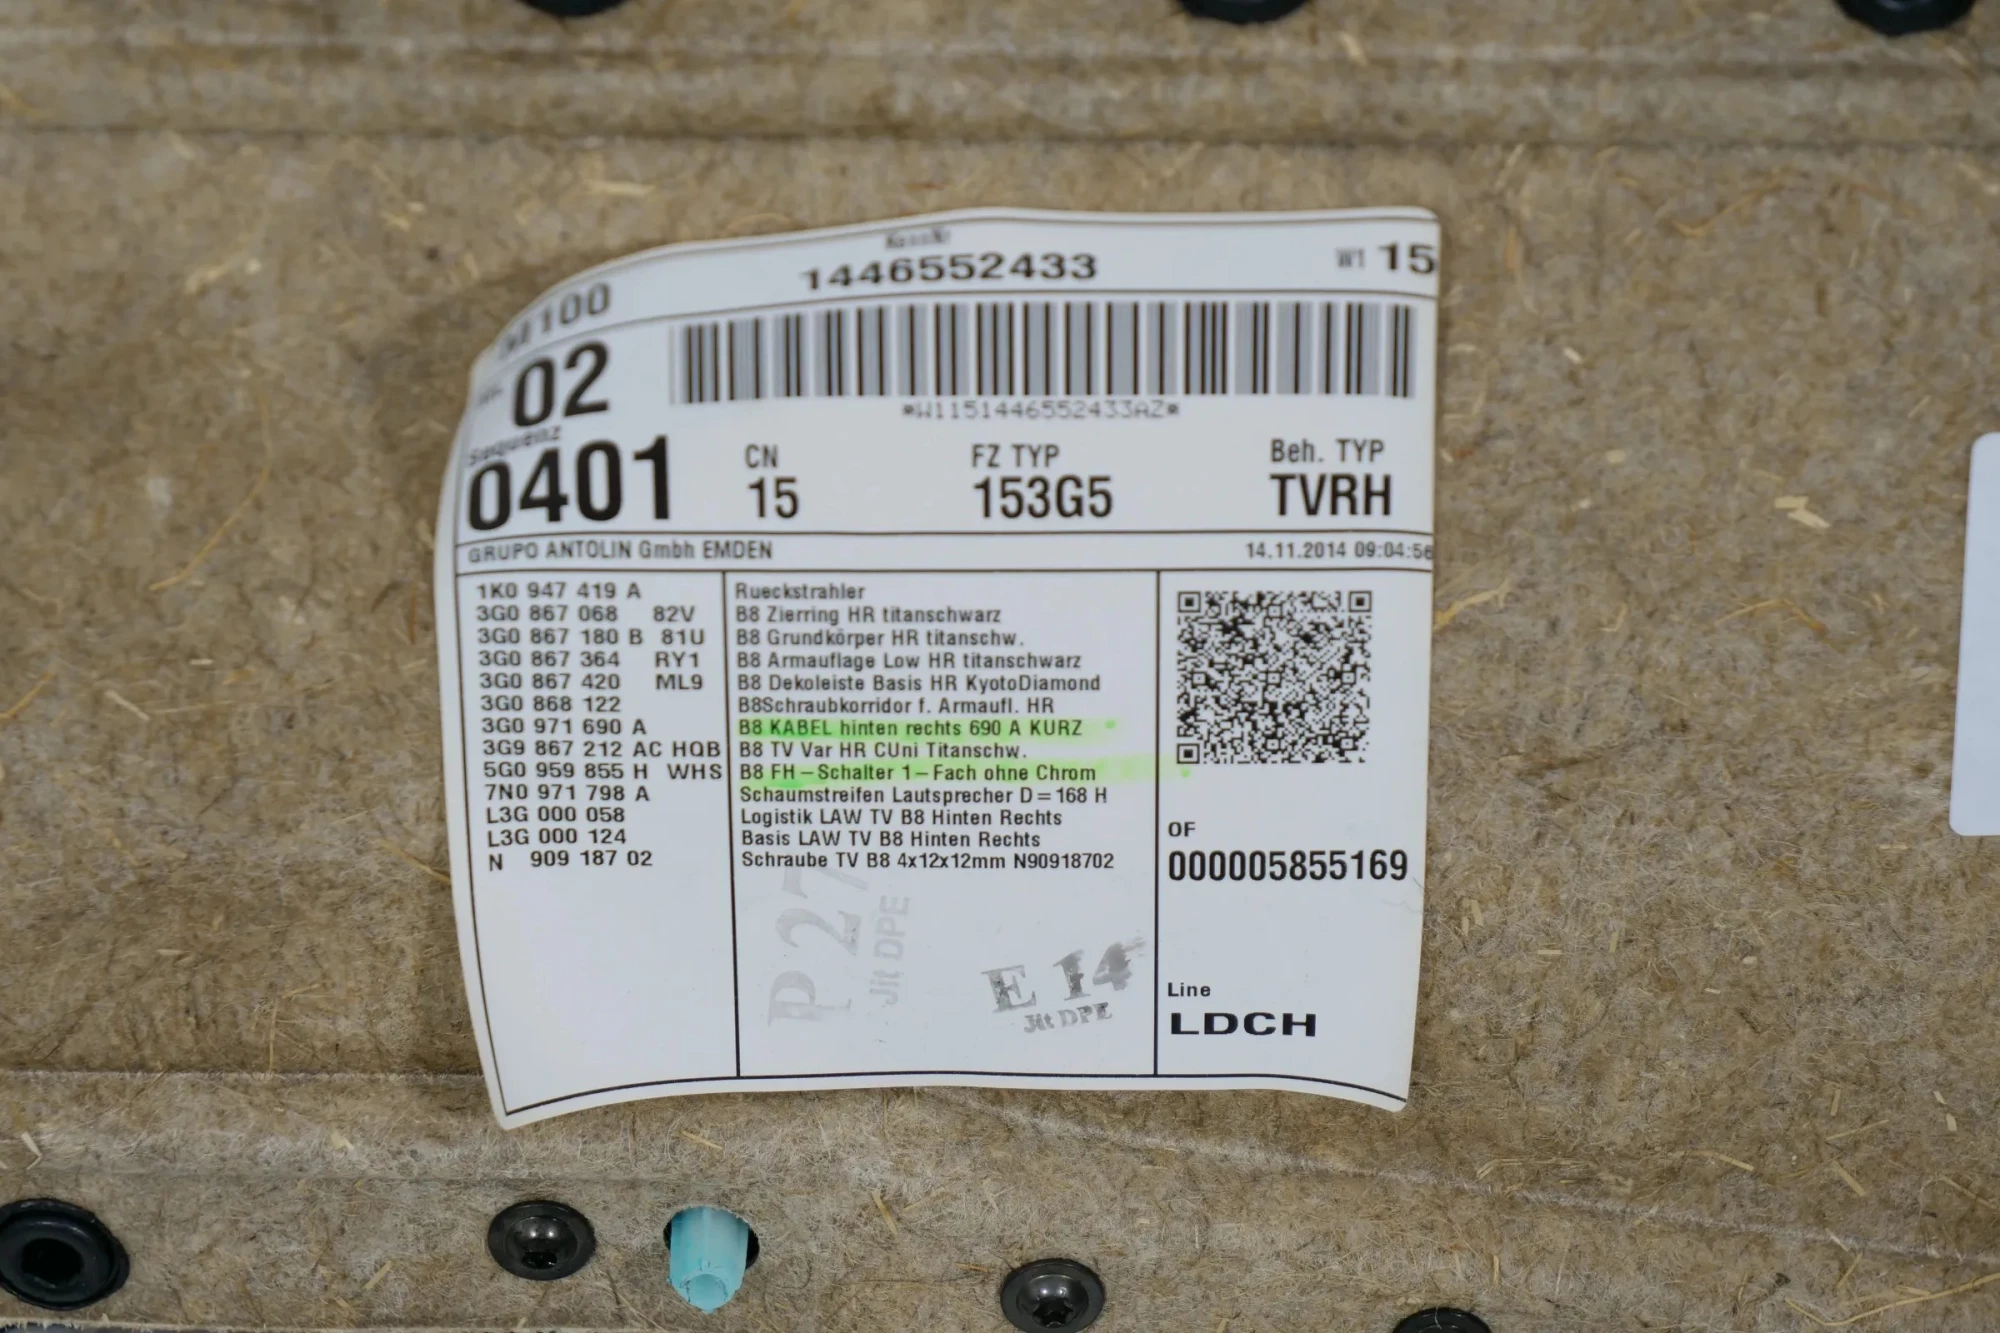 1446552433
W1 15
100
02
*W1151446552433AZ*
Sequenz
0401
CN
15
FZ TYP
153G5
Beh. TYP
TVRH
GRUPO ANTOLIN Gmbh EMDEN
14.11.2014 09:04:56
1K0 947 419 A Rueckstrahler
3G0 867 068 82V B8 Zierring HR titanschwarz
3G0 867 180 B 81U B8 Grundkörper HR titanschw.
3G0 867 364 RY1 B8 Armauflage Low HR titanschwarz
3G0 867 420 ML9 B8 Dekoleiste Basis HR KyotoDiamond
3G0 868 122 B8Schraubkorridor f. Armaufl. HR
3G0 971 690 A B8 KABEL hinten rechts 690 A KURZ
3G9 867 212 AC HQB B8 TV Var HR CUni Titanschw.
5G0 959 855 H WHS B8 FH-Schalter 1-Fach ohne Chrom
7N0 971 798 A Schaumstreifen Lautsprecher D=168 H
L3G 000 058 Logistik LAW TV B8 Hinten Rechts
L3G 000 124 Basis LAW TV B8 Hinten Rechts
N 909 187 02 Schraube TV B8 4x12x12mm N90918702
OF
000005855169
P 27
Jit DPE
E 14
Jit DPE
Line
LDCH